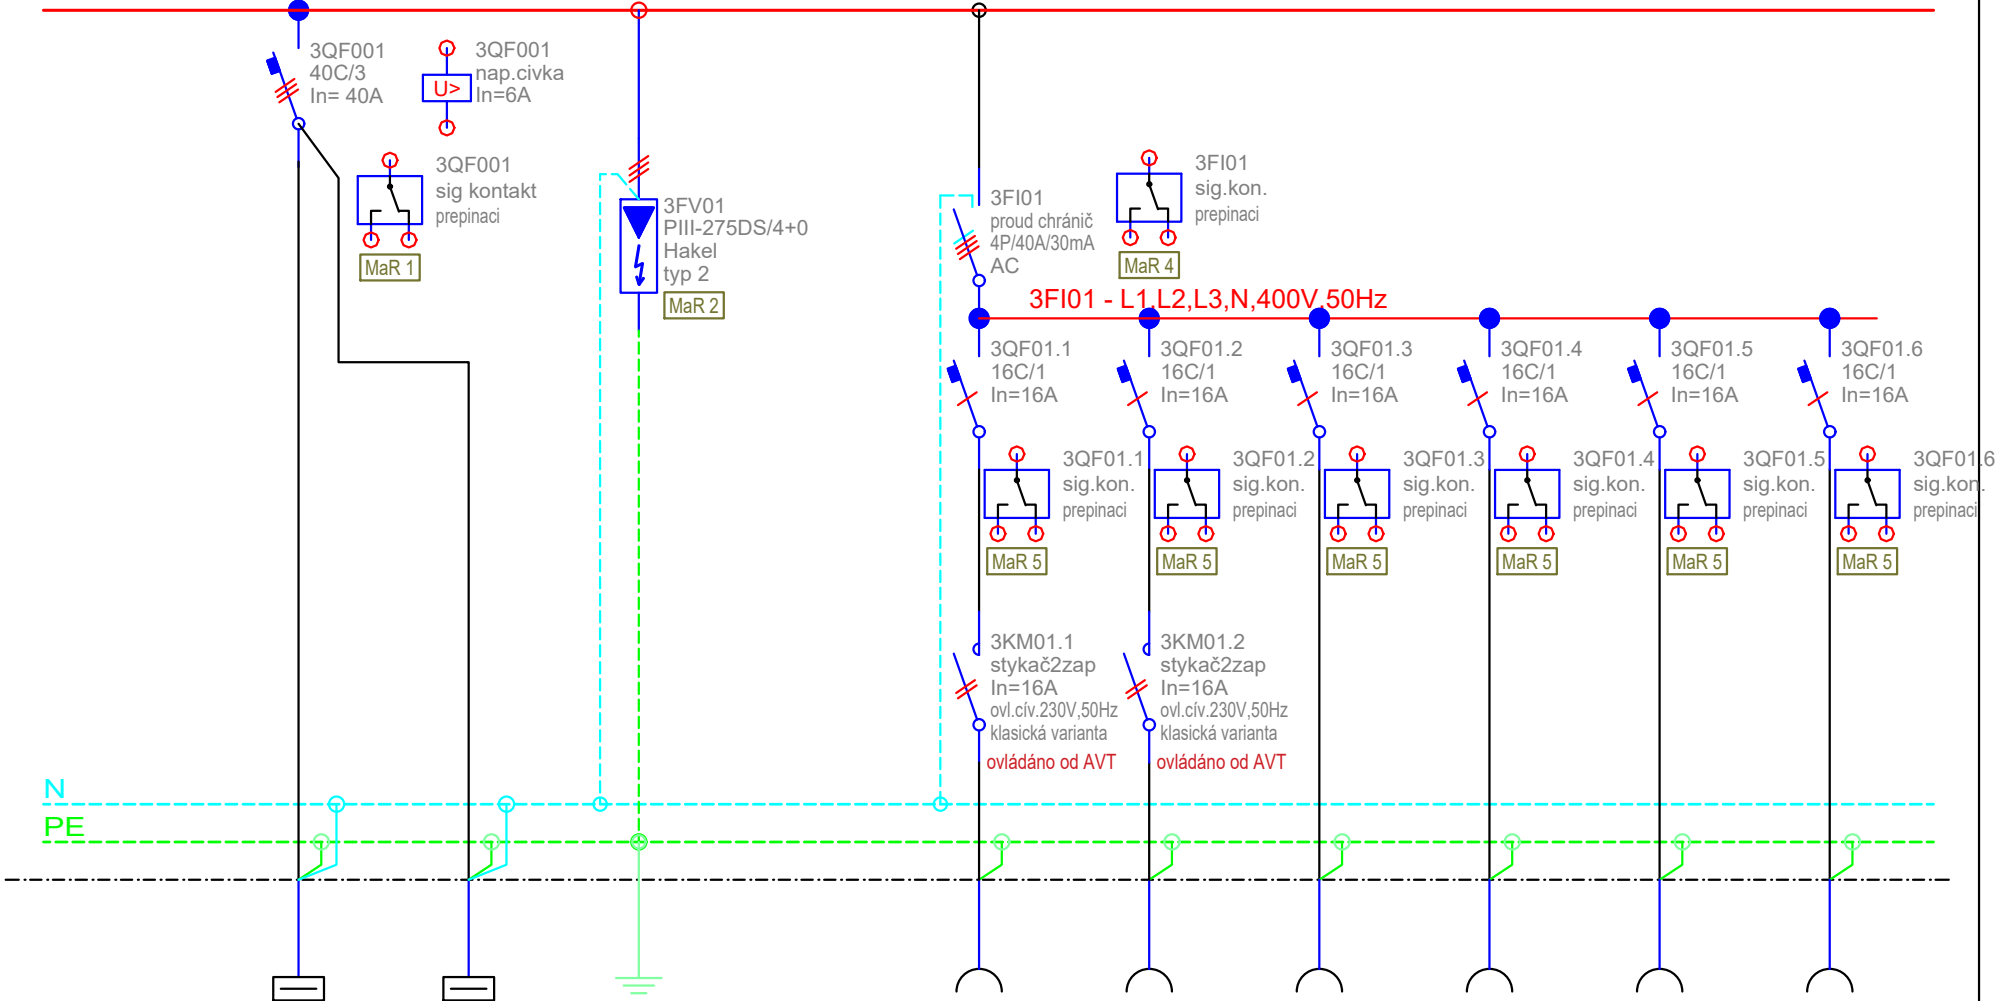 3QF001
40C/3
In= 40A
3QF001
nap.civka
In=6A
U>
3QF001
sig kontakt
prepinaci
MaR 1
3FV01
PIII-275DS/4+0
Hakel
typ 2
MaR 2
3FI01
proud chránič
4P/40A/30mA
AC
3FI01
sig.kon.
prepinaci
MaR 4
3FI01 - L1,L2,L3,N,400V,50Hz
3QF01.1
16C/1
In=16A
3QF01.2
16C/1
In=16A
3QF01.3
16C/1
In=16A
3QF01.4
16C/1
In=16A
3QF01.5
16C/1
In=16A
3QF01.6
16C/1
In=16A
3QF01.1
sig.kon.
prepinaci
MaR 5
3QF01.2
sig.kon.
prepinaci
MaR 5
3QF01.3
sig.kon.
prepinaci
MaR 5
3QF01.4
sig.kon.
prepinaci
MaR 5
3QF01.5
sig.kon.
prepinaci
MaR 5
3QF01.6
sig.kon.
prepinaci
MaR 5
3KM01.1
stykač2zap
In=16A
ovl.cív.230V,50Hz
klasická varianta
ovládáno od AVT
3KM01.2
stykač2zap
In=16A
ovl.cív.230V,50Hz
klasická varianta
ovládáno od AVT
N
PE